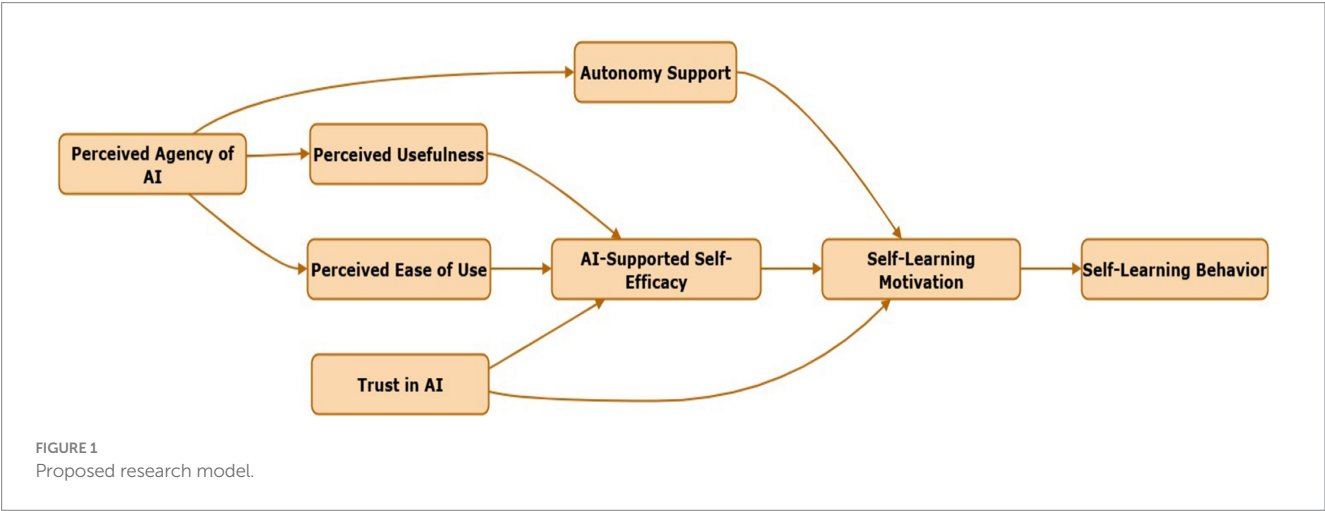 Autonomy Support
Perceived Agency of
AI
Perceived Usefulness
Perceived Ease of Use
AI-Supported Self-
Efficacy
Self-Learning
Motivation
Self-Learning Behavior
Trust in AI
FIGURE 1
Proposed research model.